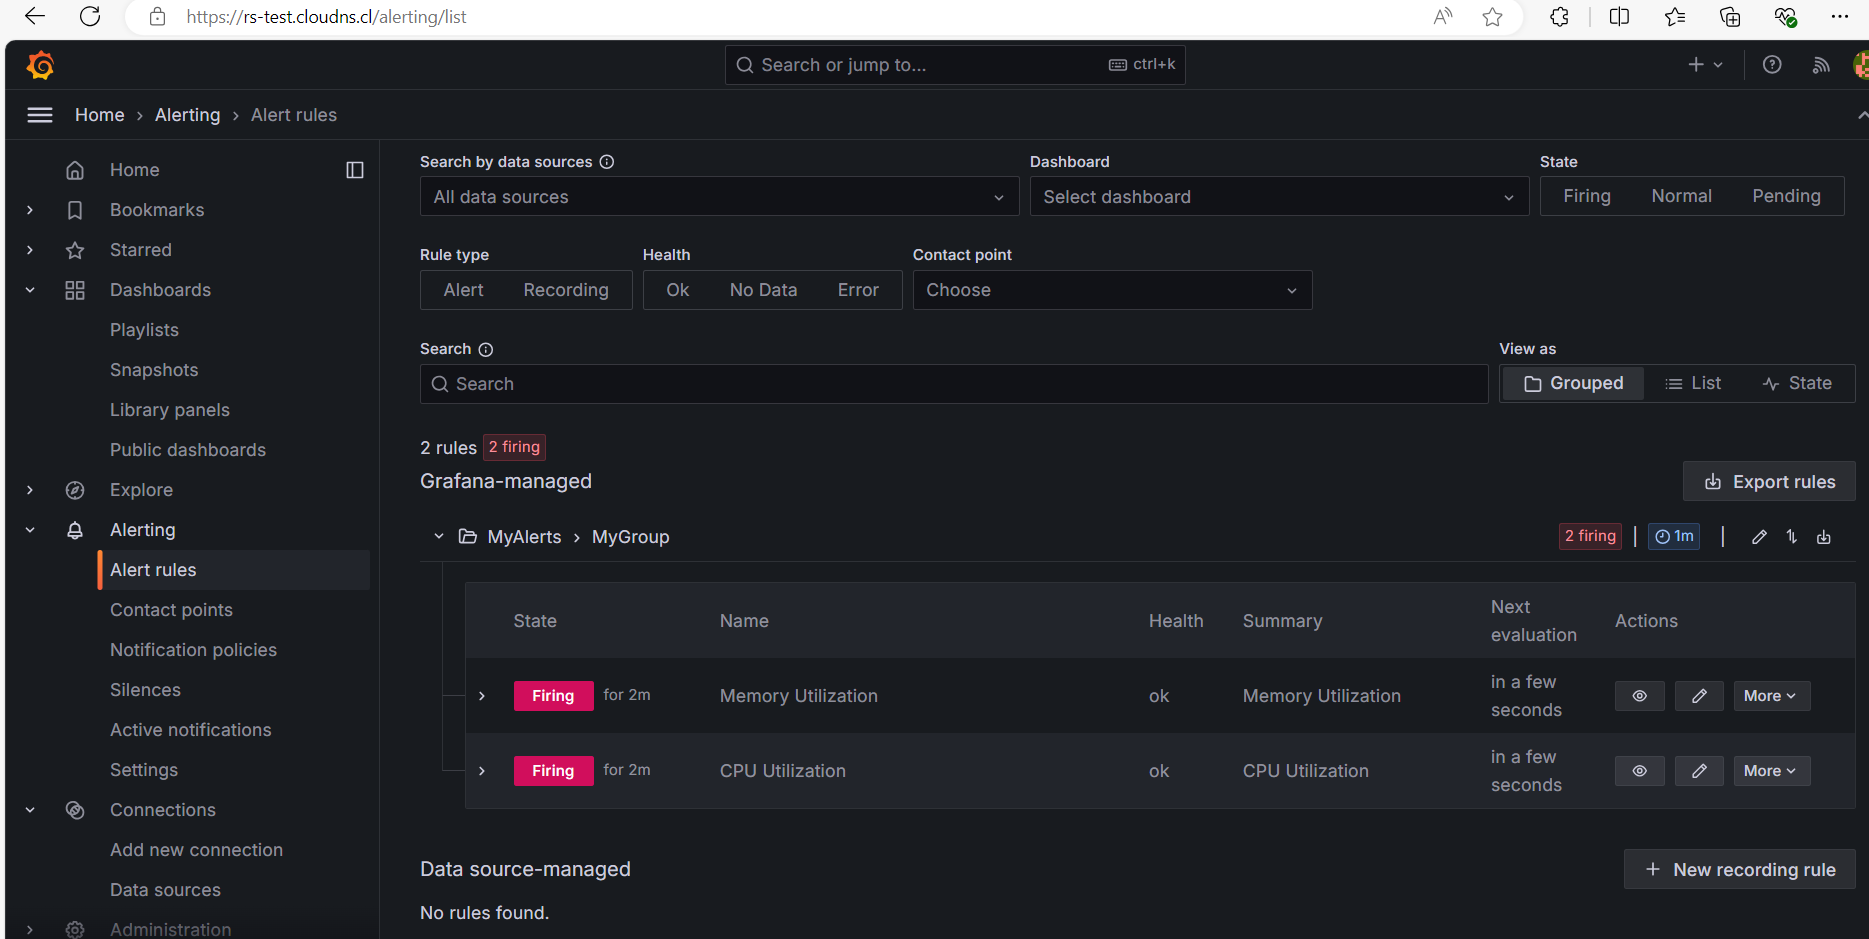 https://rs-test.cloudns.cl/alerting/list
Search or jump to... ctrl+k
Home › Alerting › Alert rules
Home
Bookmarks
Starred
Dashboards
Playlists
Snapshots
Library panels
Public dashboards
Explore
Alerting
Alert rules
Contact points
Notification policies
Silences
Active notifications
Settings
Connections
Add new connection
Data sources
Administration
Search by data sources Dashboard State
All data sources Select dashboard Firing Normal Pending
Rule type Health Contact point
Alert Recording Ok No Data Error Choose
Search View as
Search Grouped List State
2 rules 2 firing
Grafana-managed Export rules
MyAlerts › MyGroup 2 firing | 1m |
State Name Health Summary Next evaluation Actions
Firing for 2m Memory Utilization ok Memory Utilization in a few seconds More
Firing for 2m CPU Utilization ok CPU Utilization in a few seconds More
Data source-managed + New recording rule
No rules found.